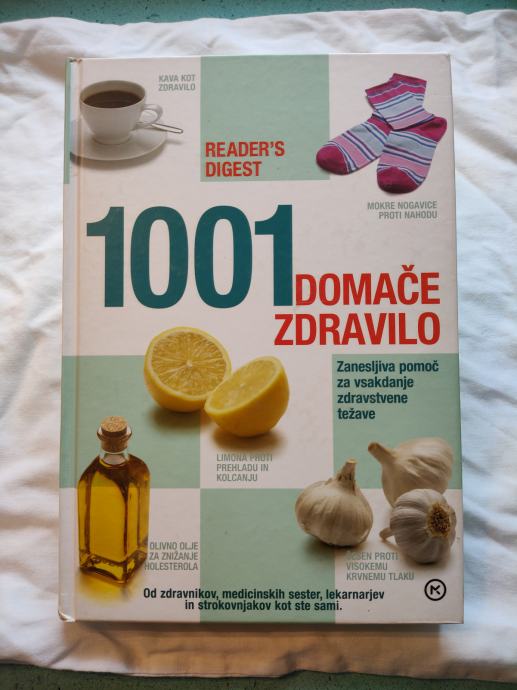 KAVA KOT
ZDRAVILO
READER'S
DIGEST
MOKRE NOGAVICE
PROTI NAHODU
1001
DOMAČE
ZDRAVILO
Zanesljiva pomoč
za vsakdanje
zdravstvene
težave
LIMONA PROTI
PREHLADU IN
KOLCANJU
OLIVNO OLJE
ZA ZNIŽANJE
HOLESTEROLA
ČESEN PROTI
VISOKEMU
KRVNEMU TLAKU
Od zdravnikov, medicinskih sester, lekarnarjev
in strokovnjakov kot ste sami.